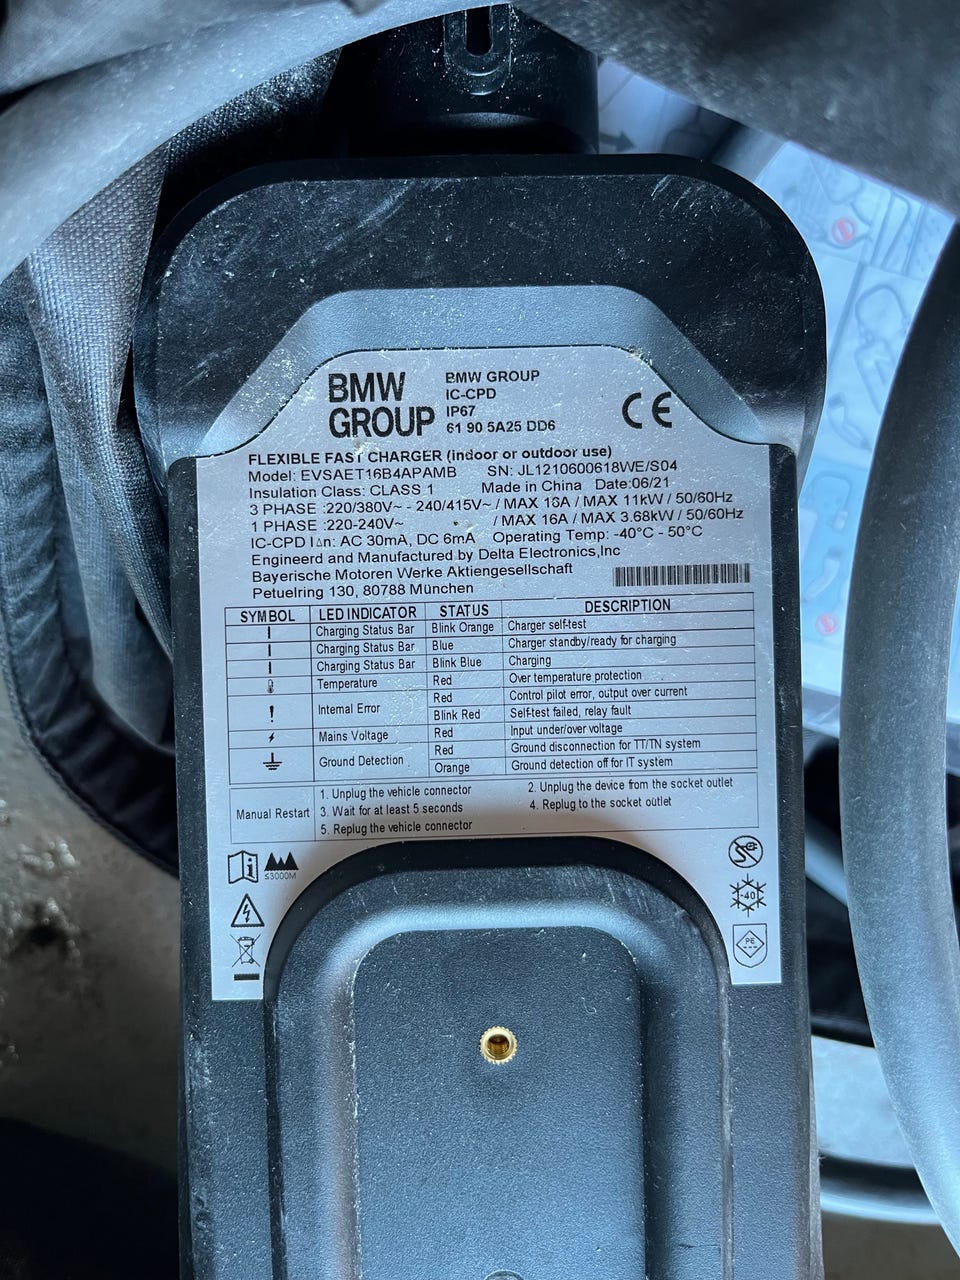 BMW GROUP
BMW GROUP
IC-CPD
IP67
61 90 5A25 DD6
CE
FLEXIBLE FAST CHARGER (indoor or outdoor use)
Model: EVSAET16B4APAMB SN: JL1210600618WE/S04
Insulation Class: CLASS 1 Made in China Date:06/21
3 PHASE :220/380V~ - 240/415V~ / MAX 16A / MAX 11kW / 50/60Hz
1 PHASE :220-240V~ / MAX 16A / MAX 3.68kW / 50/60Hz
IC-CPD I∆n: AC 30mA, DC 6mA Operating Temp: -40°C - 50°C
Engineerd and Manufactured by Delta Electronics,Inc
Bayerische Motoren Werke Aktiengesellschaft
Petuelring 130, 80788 München
SYMBOL LED INDICATOR STATUS DESCRIPTION
Charging Status Bar Blink Orange Charger self-test
Charging Status Bar Blue Charger standby/ready for charging
Charging Status Bar Blink Blue Charging
Temperature Red Over temperature protection
! Internal Error Red Control pilot error, output over current
Blink Red Self-test failed, relay fault
Mains Voltage Red Input under/over voltage
Ground Detection Red Ground disconnection for TT/TN system
Orange Ground detection off for IT system
Manual Restart 1. Unplug the vehicle connector 2. Unplug the device from the socket outlet
3. Wait for at least 5 seconds 4. Replug to the socket outlet
5. Replug the vehicle connector
≤3000M
-40
PE